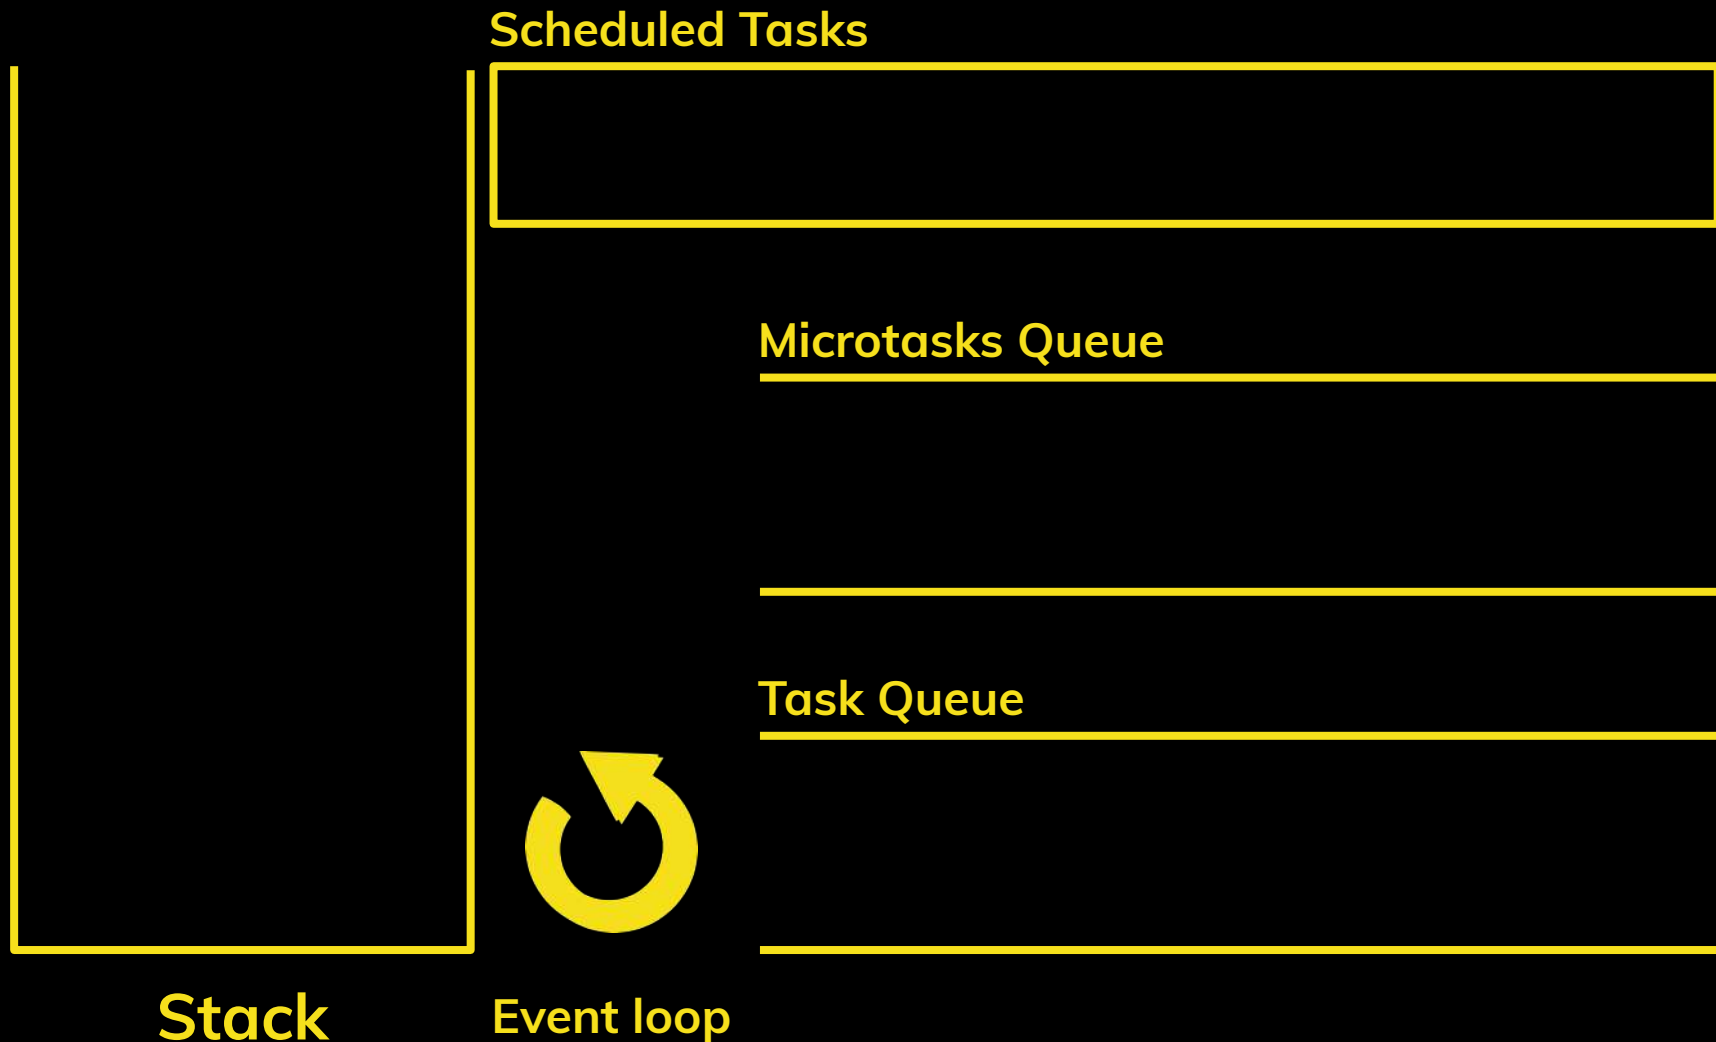 Scheduled Tasks
Microtasks Queue
Task Queue
Stack
Event loop